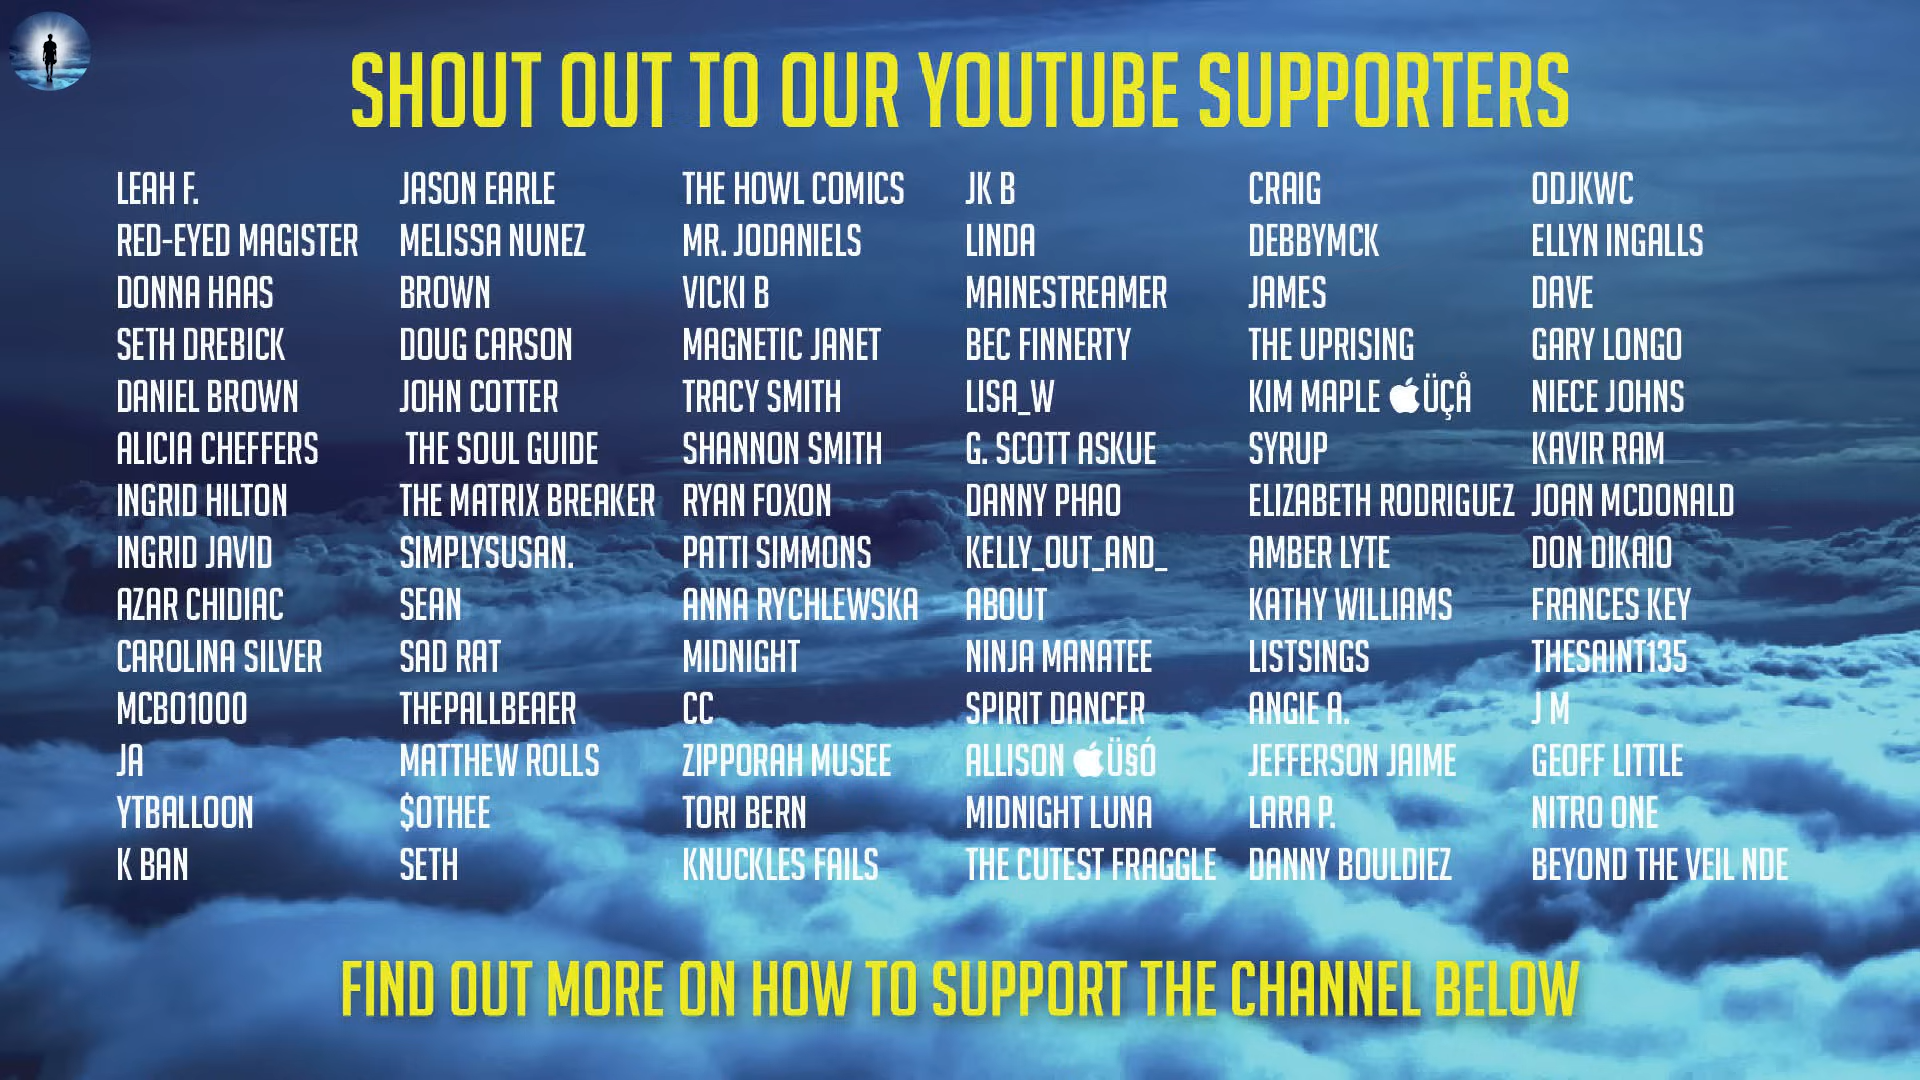 SHOUT OUT TO OUR YOUTUBE SUPPORTERS
LEAH F.
RED-EYED MAGISTER
DONNA HAAS
SETH DREBICK
DANIEL BROWN
ALICIA CHEFFERS
INGRID HILTON
INGRID JAVID
AZAR CHIDIAC
CAROLINA SILVER
MCBO1000
JA
YTBALLOON
K BAN
JASON EARLE
MELISSA NUNEZ
BROWN
DOUG CARSON
JOHN COTTER
THE SOUL GUIDE
THE MATRIX BREAKER
SIMPLYSUSAN.
SEAN
SAD RAT
THEPALLBEAER
MATTHEW ROLLS
$OTHEE
SETH
THE HOWL COMICS
MR. JODANIELS
VICKI B
MAGNETIC JANET
TRACY SMITH
SHANNON SMITH
RYAN FOXON
PATTI SIMMONS
ANNA RYCHLEWSKA
MIDNIGHT
CC
ZIPPORAH MUSEE
TORI BERN
KNUCKLES FAILS
JK B
LINDA
MAINESTREAMER
BEC FINNERTY
LISA_W
G. SCOTT ASKUE
DANNY PHAO
KELLY_OUT_AND_
ABOUT
NINJA MANATEE
SPIRIT DANCER
ALLISON Ü§Ó
MIDNIGHT LUNA
THE CUTEST FRAGGLE
CRAIG
DEBBYMCK
JAMES
THE UPRISING
KIM MAPLE ÜÇÅ
SYRUP
ELIZABETH RODRIGUEZ
AMBER LYTE
KATHY WILLIAMS
LISTSINGS
ANGIE A.
JEFFERSON JAIME
LARA P.
DANNY BOULDIEZ
ODJKWC
ELLYN INGALLS
DAVE
GARY LONGO
NIECE JOHNS
KAVIR RAM
JOAN MCDONALD
DON DIKAIO
FRANCES KEY
THESAINT135
J M
GEOFF LITTLE
NITRO ONE
BEYOND THE VEIL NDE
FIND OUT MORE ON HOW TO SUPPORT THE CHANNEL BELOW